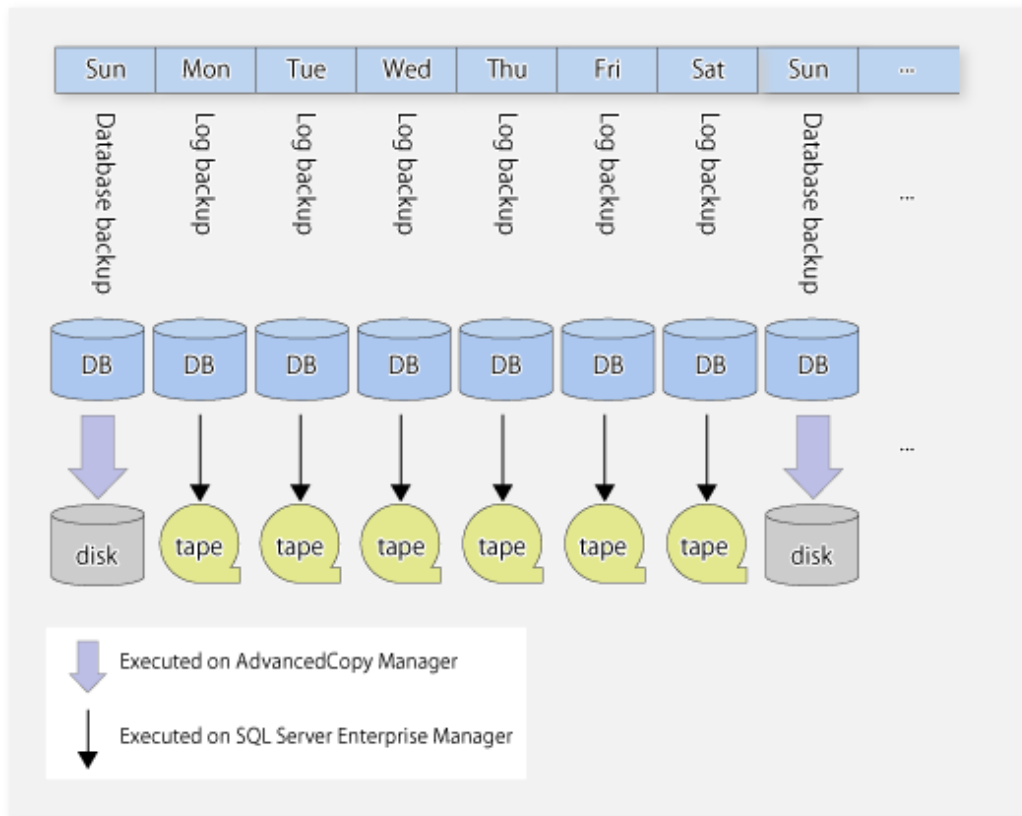 Sun Mon Tue Wed Thu Fri Sat Sun ...
Database backup
Log backup
Log backup
Log backup
Log backup
Log backup
Log backup
Database backup
...
DB DB DB DB DB DB DB DB
...
disk tape tape tape tape tape tape disk
Executed on AdvancedCopy Manager
Executed on SQL Server Enterprise Manager